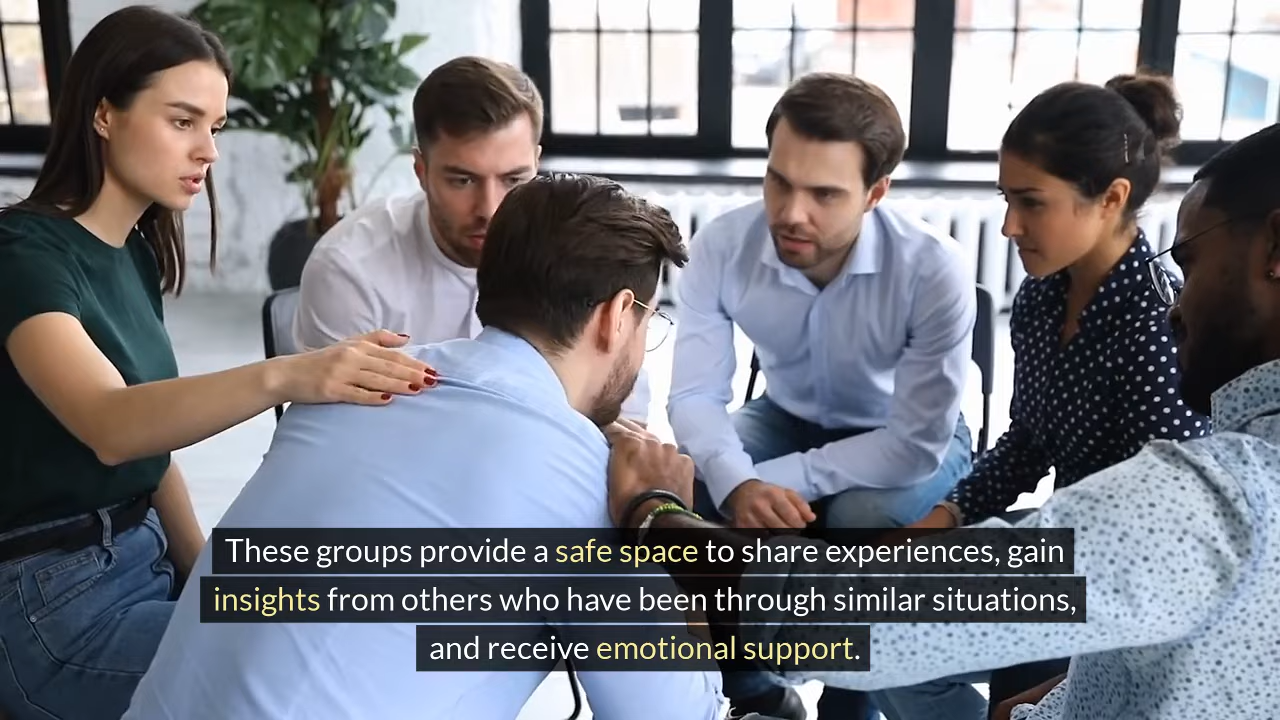 These groups provide a safe space to share experiences, gain
insights from others who have been through similar situations,
and receive emotional support.